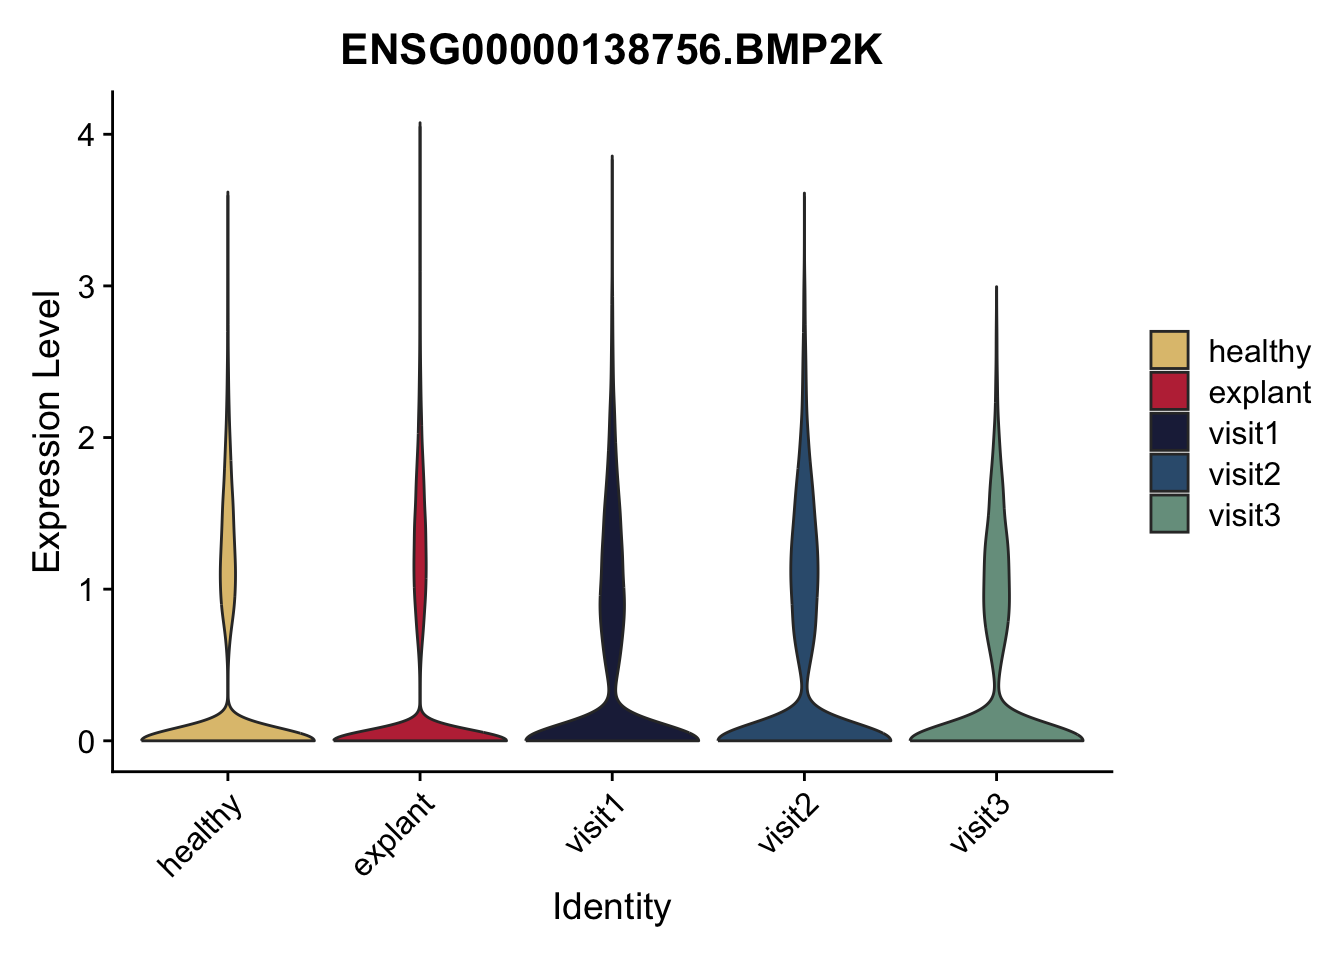 ENSG00000138756.BMP2K
Expression Level
4
3
2
1
0
healthy
explant
visit1
visit2
visit3
Identity
healthy
explant
visit1
visit2
visit3